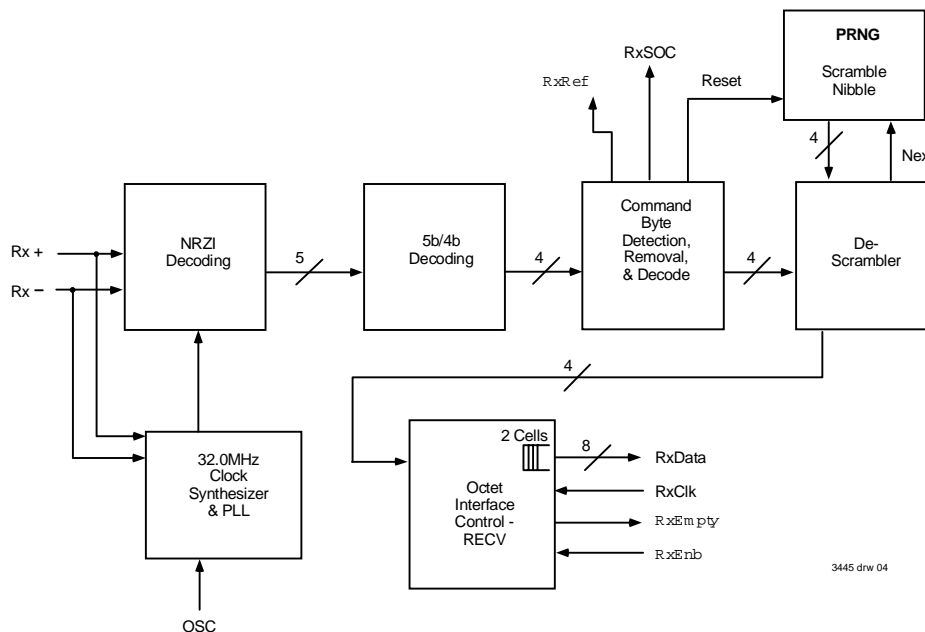 PRNG
Scramble
Nibble
RxSOC
RxRef
Reset
4
Nex
NRZI
Decoding
5b/4b
Decoding
Command
Byte
Detection,
Removal,
& Decode
De-
Scrambler
Rx +
Rx –
5
4
4
4
32.0MHz
Clock
Synthesizer
& PLL
OSC
2 Cells
Octet
Interface
Control -
RECV
8
RxData
RxClk
RxEmpty
RxEnb
3445 drw 04